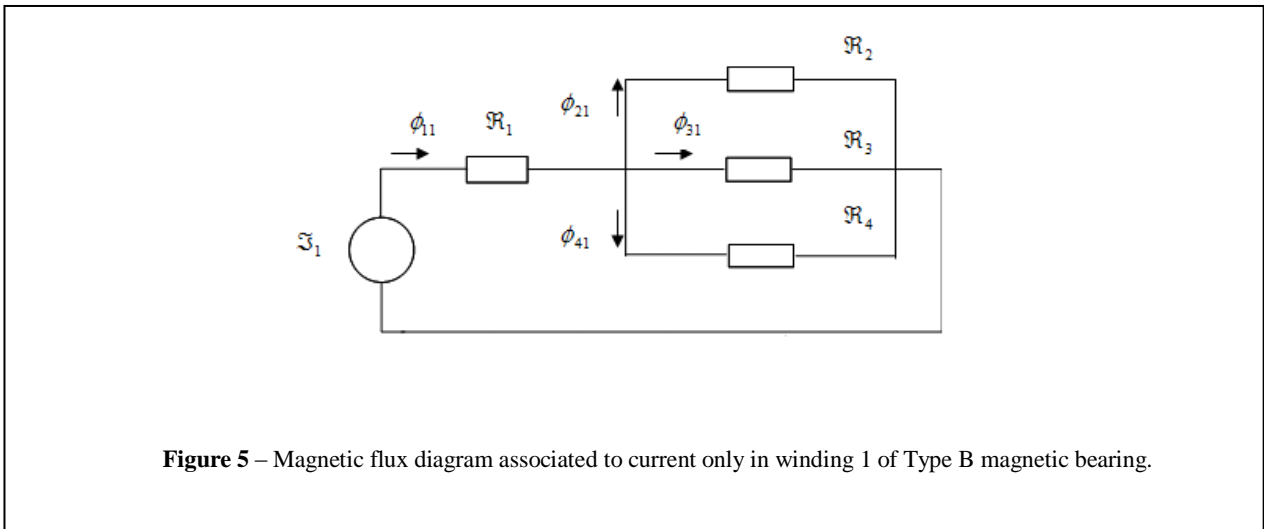 ℜ₂
ϕ₂₁
ϕ₁₁ ℜ₁ ϕ₃₁ ℜ₃
ℑ₁ ϕ₄₁ ℜ₄
Figure 5 – Magnetic flux diagram associated to current only in winding 1 of Type B magnetic bearing.